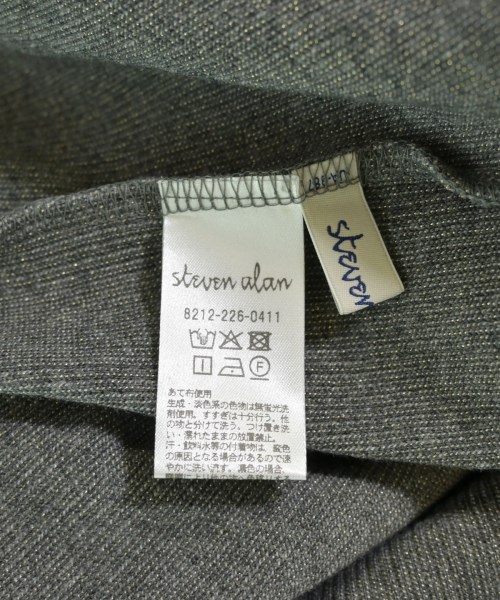 steven alan
8212-226-0411
F
あて布使用
生成・淡色系の色物は無蛍光洗
剤使用。すすぎは十分行う。他
の物と分けて洗う。つけ置き洗
い・濡れたままの放置禁止。
汗・飲料水等の付着物は、変色
の原因となる場合があるので速
やかに洗い流す。濃色の場合、
UA-187
steven